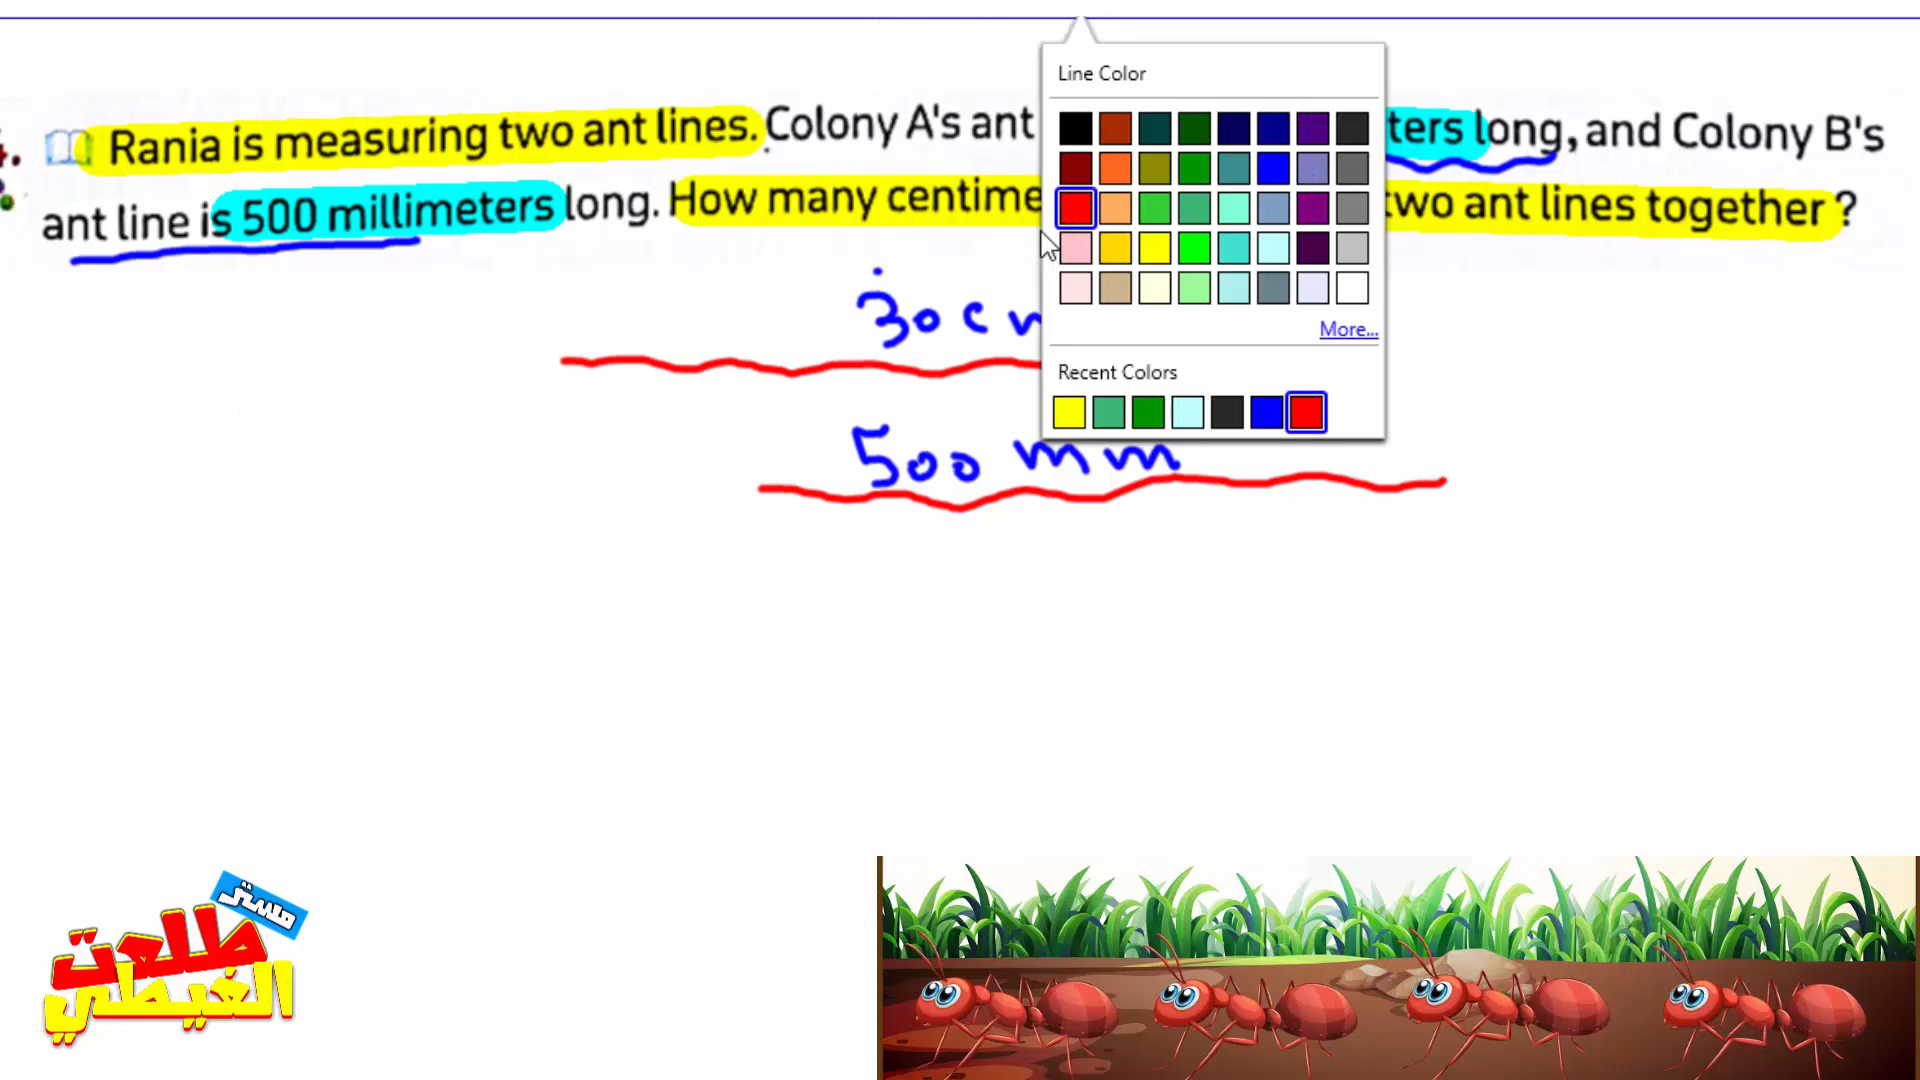 Rania is measuring two ant lines. Colony A's ant ters long, and Colony B's
ant line is 500 millimeters long. How many centime two ant lines together ?
Line Color
More...
Recent Colors
30 c
500 mm
مستر
طلعت
الغيطي